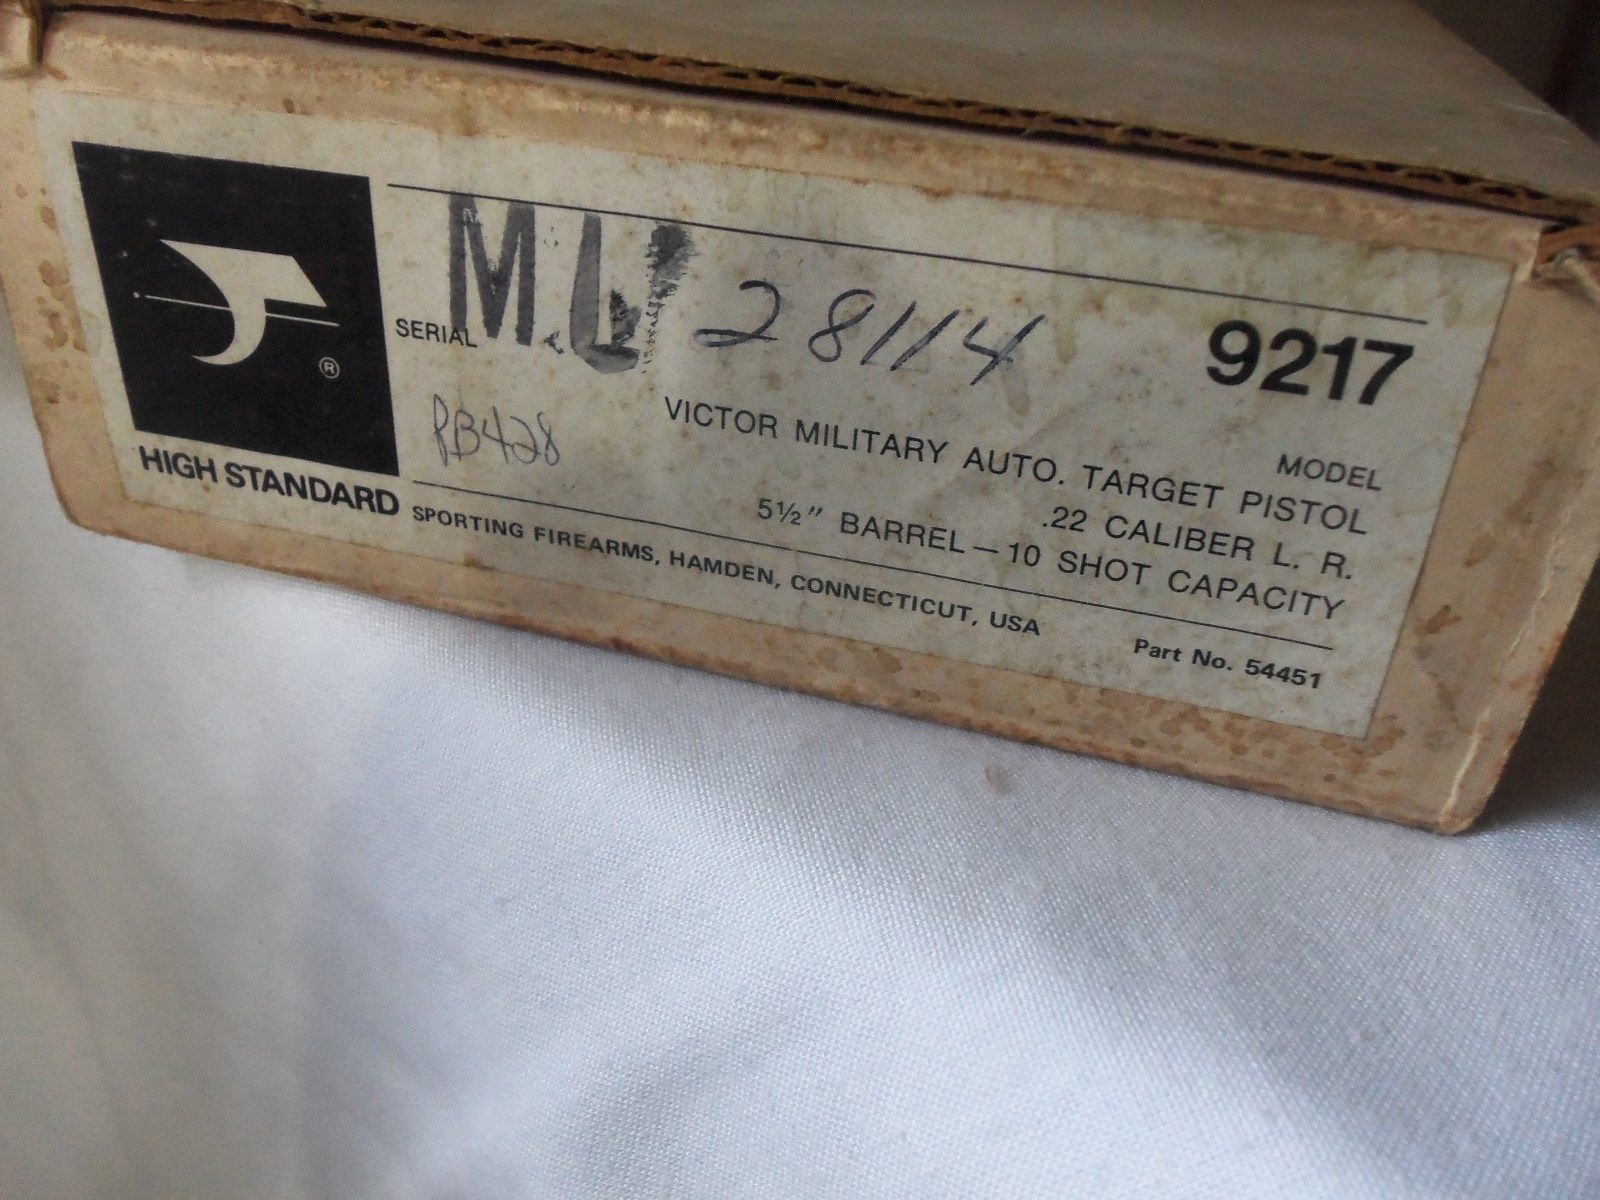 SERIAL M.L 28114 9217
RB428
MODEL
VICTOR MILITARY AUTO. TARGET PISTOL
.22 CALIBER L. R.
5½" BARREL — 10 SHOT CAPACITY
®
HIGH STANDARD SPORTING FIREARMS, HAMDEN, CONNECTICUT, USA
Part No. 54451